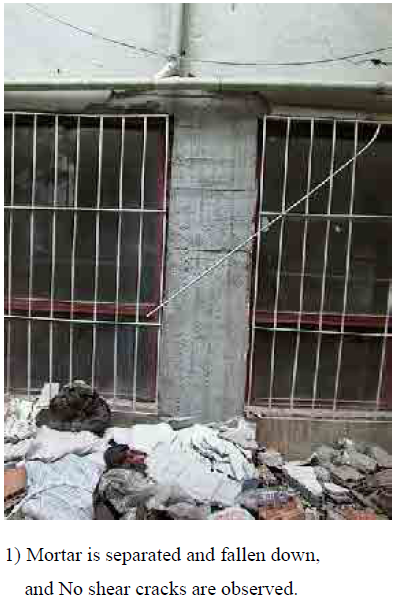 1) Mortar is separated and fallen down,
and No shear cracks are observed.